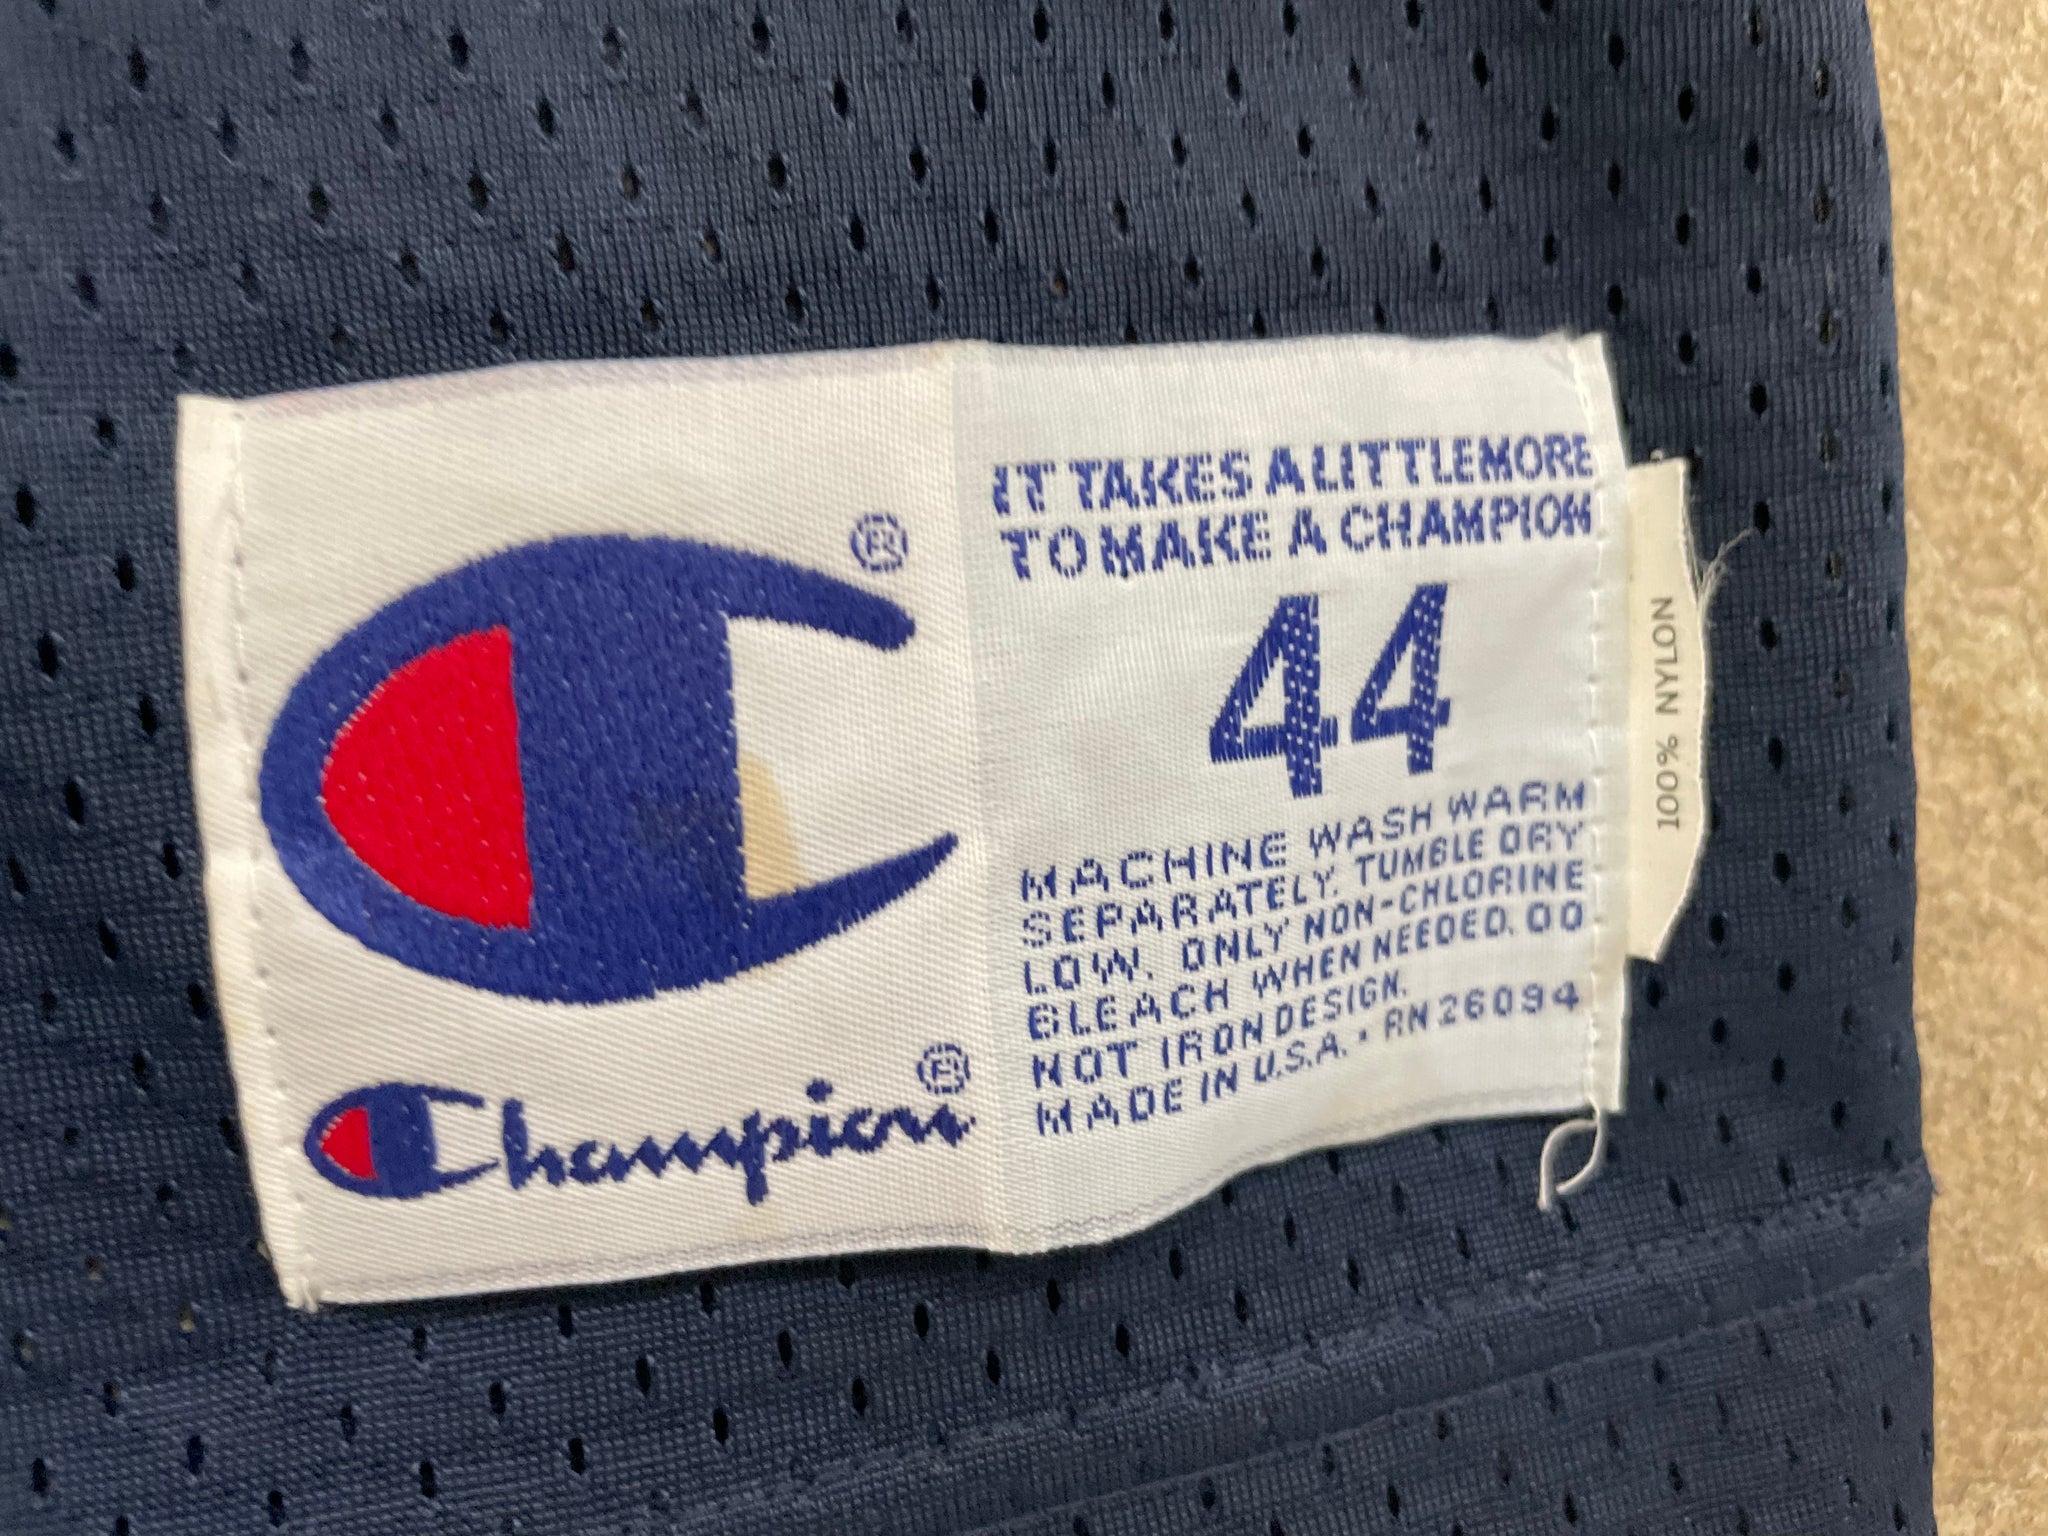 Champion
IT TAKES A LITTLE MORE
TO MAKE A CHAMPION
44
MACHINE WASH WARM
SEPARATELY. TUMBLE DRY
LOW. ONLY NON-CHLORINE
BLEACH WHEN NEEDED. DO
NOT IRON DESIGN.
MADE IN U.S.A. • RN 26094
100% NYLON